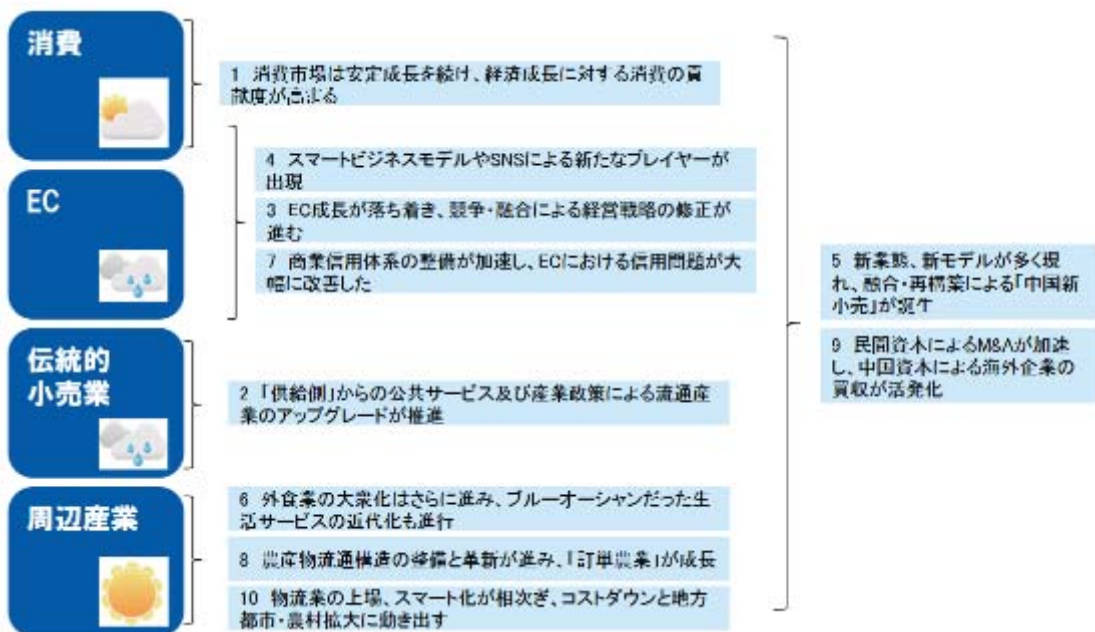 消費
1 消費市場は安定成長を続け、経済成長に対する消費の貢
献度が高まる
EC
4 スマートビジネスモデルやSNSによる新たなプレイヤーが
出現
3 EC成長が落ち着き、競争・融合による経営戦略の修正が
進む
7 商業信用体系の整備が加速し、ECにおける信用問題が大
幅に改善した
伝統的
小売業
2 「供給側」からの公共サービス及び産業政策による流通産
業のアップグレードが推進
周辺産業
6 外食業の大衆化はさらに進み、ブルーオーシャンだった生
活サービスの近代化も進行
8 農産物流通構造の整備と革新が進み、「訂単農業」が成長
10 物流業の上場、スマート化が相次ぎ、コストダウンと地方
都市・農村拡大に動き出す
5 新業態、新モデルが多く現
れ、融合・再構築による「中国新
小売」が誕生
9 民間資本によるM&Aが加速
し、中国資本による海外企業の
買収が活発化